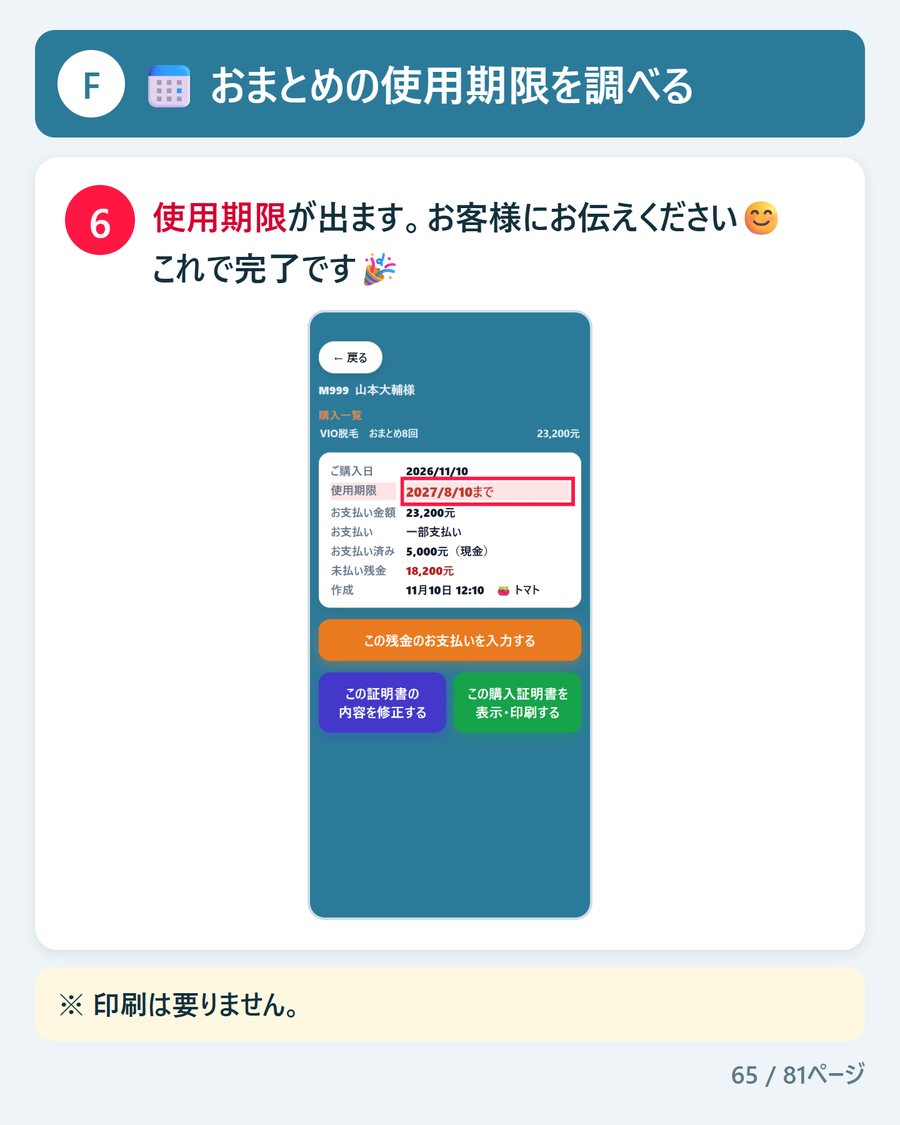 F おまとめの使用期限を調べる
6 使用期限が出ます。お客様にお伝えください
これで完了です
← 戻る
M999 山本大輔様
購入一覧
VIO脱毛 おまとめ8回 23,200元
ご購入日 2026/11/10
使用期限 2027/8/10まで
お支払い金額 23,200元
お支払い 一部支払い
お支払い済み 5,000元（現金）
未払い残金 18,200元
作成 11月10日 12:10 トマト
この残金のお支払いを入力する
この証明書の
内容を修正する
この購入証明書を
表示・印刷する
※ 印刷は要りません。
65 / 81ページ